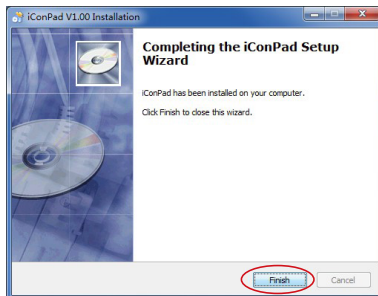 iConPad V1.00 Installation
Completing the iConPad Setup
Wizard
iConPad has been installed on your computer.
Click Finish to close this wizard.
Finish
Cancel